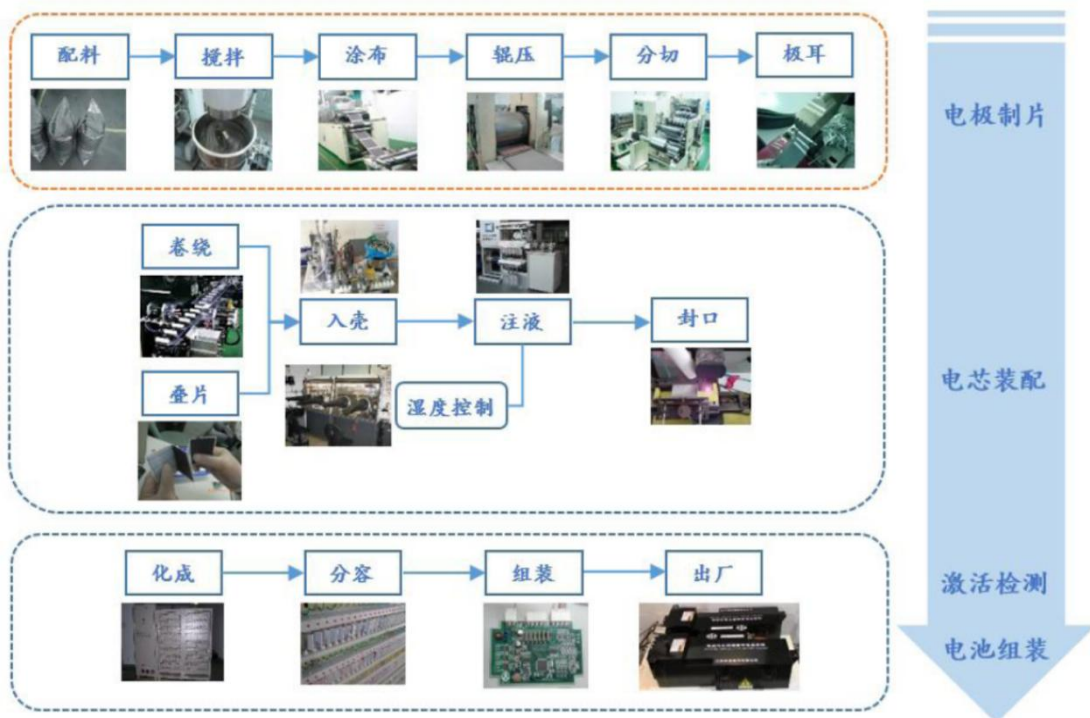 配料
搅拌
涂布
辊压
分切
极耳
电极制片
卷绕
入壳
注液
封口
叠片
湿度控制
电芯装配
化成
分容
组装
出厂
激活检测
电池组装